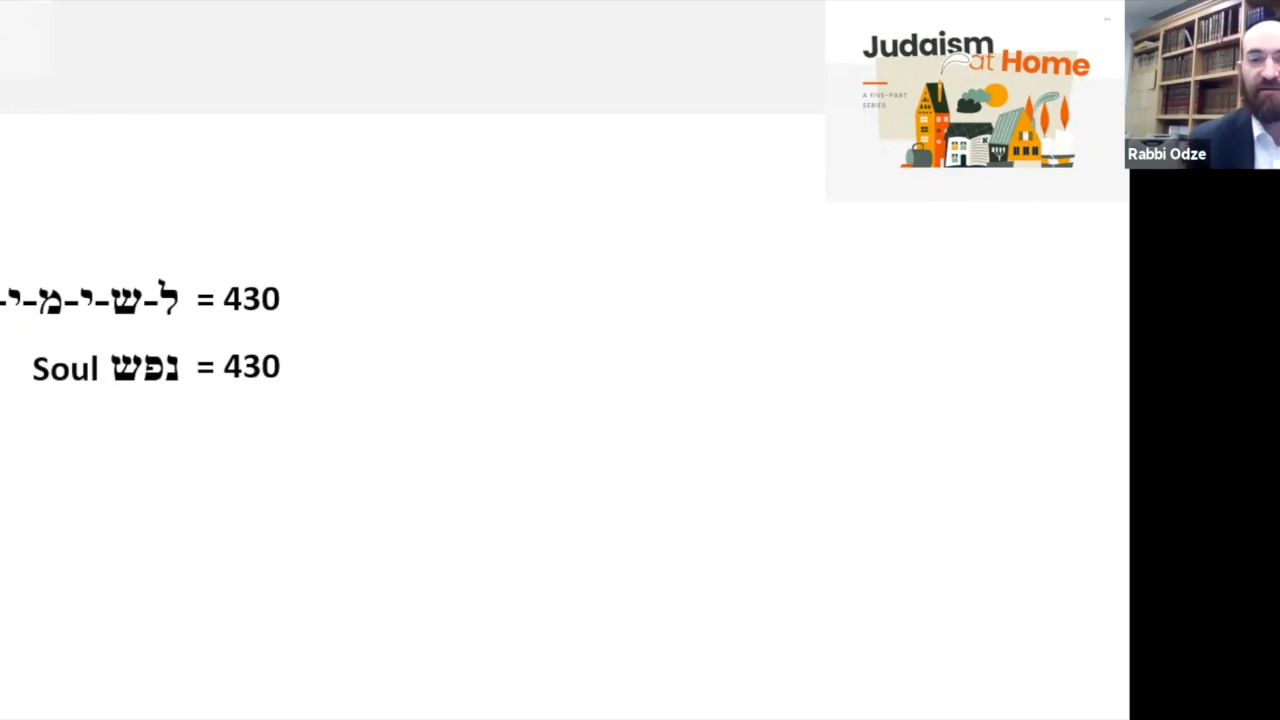 Judaism
at Home
A FIVE-PART
SERIES
Rabbi Odze
ל-ש-י-מ-י- = 430
Soul נפש = 430